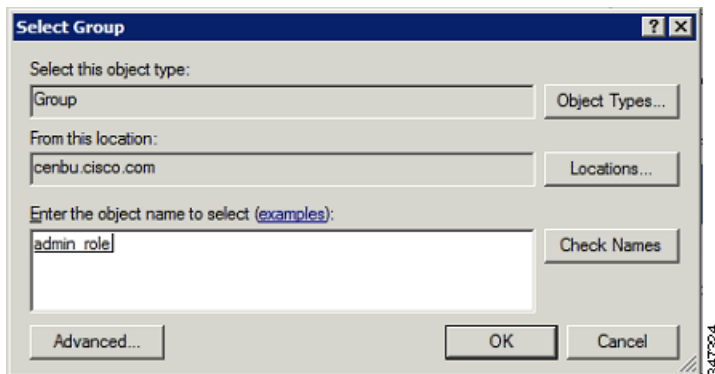 Select Group
Select this object type:
Group
Object Types...
From this location:
cenbu.cisco.com
Locations...
Enter the object name to select (examples):
admin_role
Check Names
Advanced...
OK
Cancel
347324